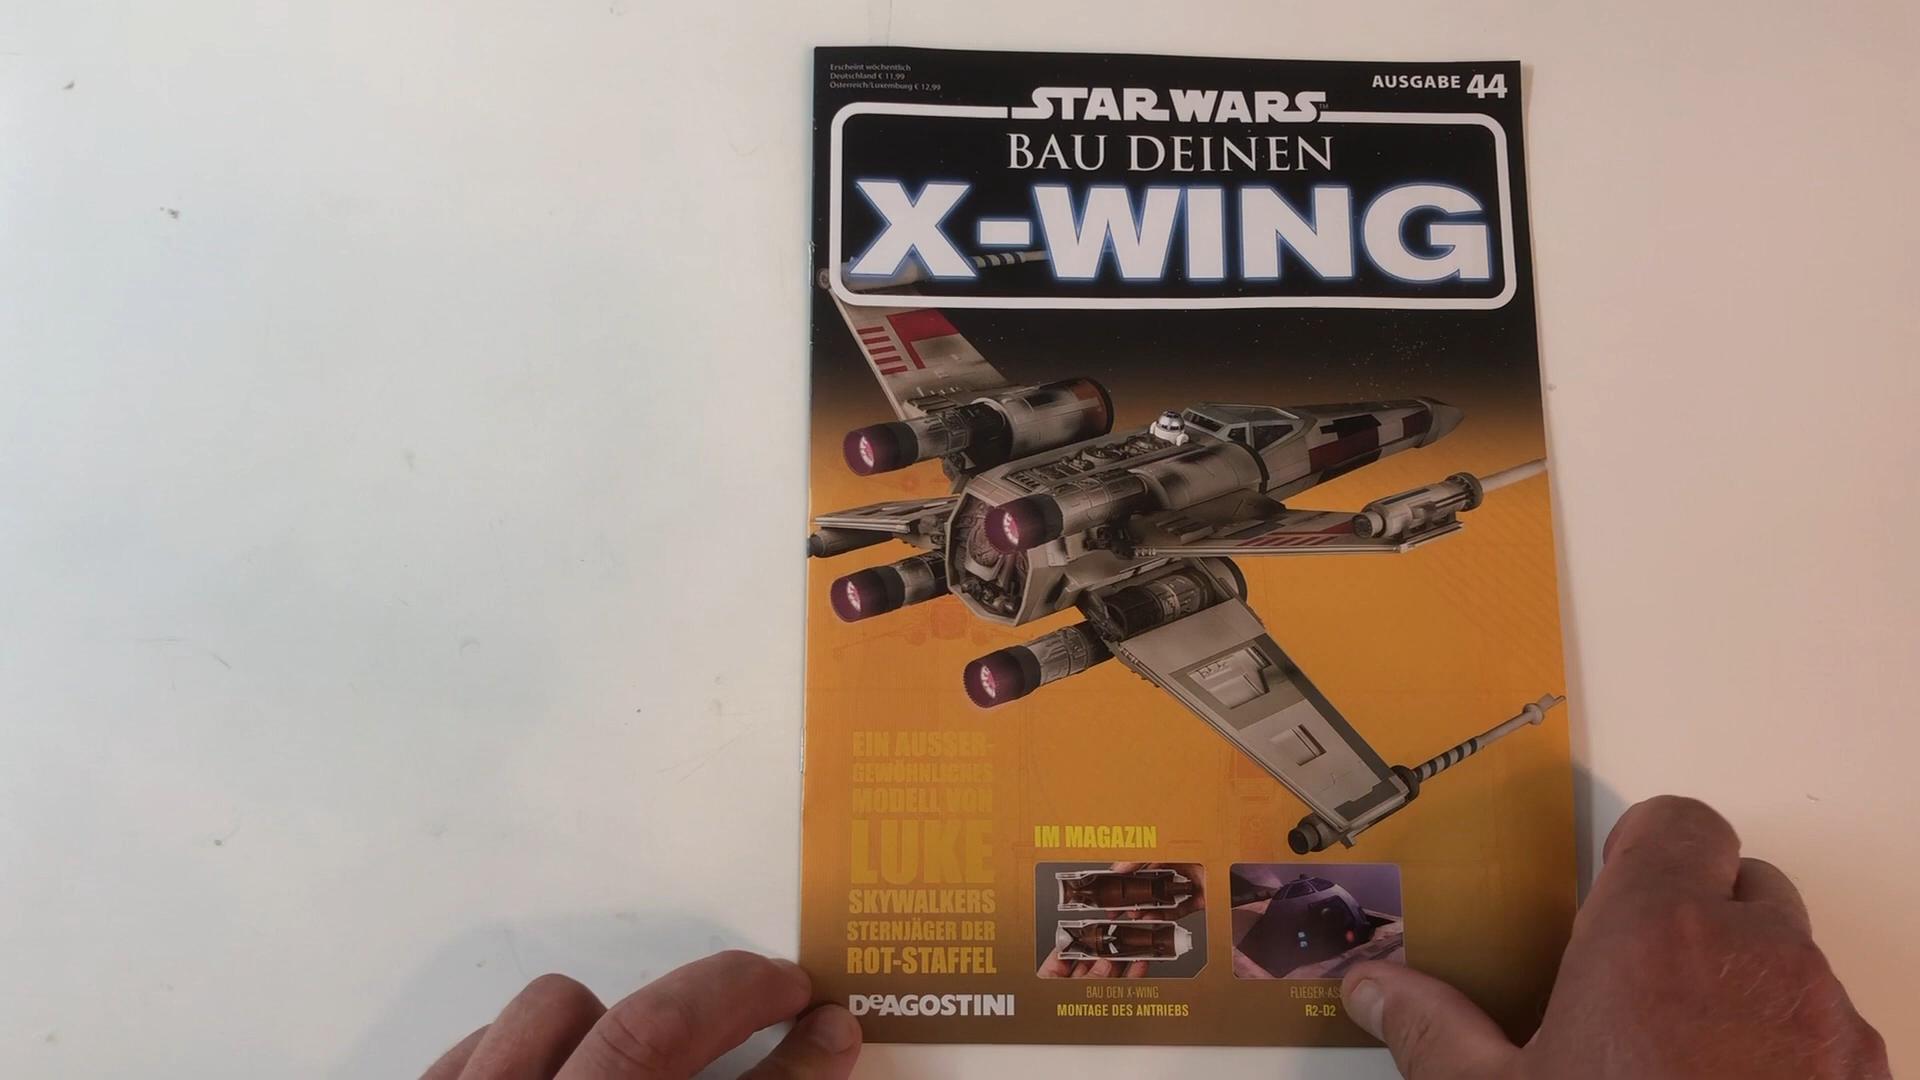 Erscheint wöchentlich
Deutschland € 11,99
Österreich/Luxemburg € 12,99
AUSGABE 44
STAR WARS™
BAU DEINEN
X-WING
EIN AUSSER-
GEWÖHNLICHES
MODELL VON
LUKE
SKYWALKERS
STERNJÄGER DER
ROT-STAFFEL
DeAGOSTINI
IM MAGAZIN
BAU DEN X-WING
MONTAGE DES ANTRIEBS
R2-D2